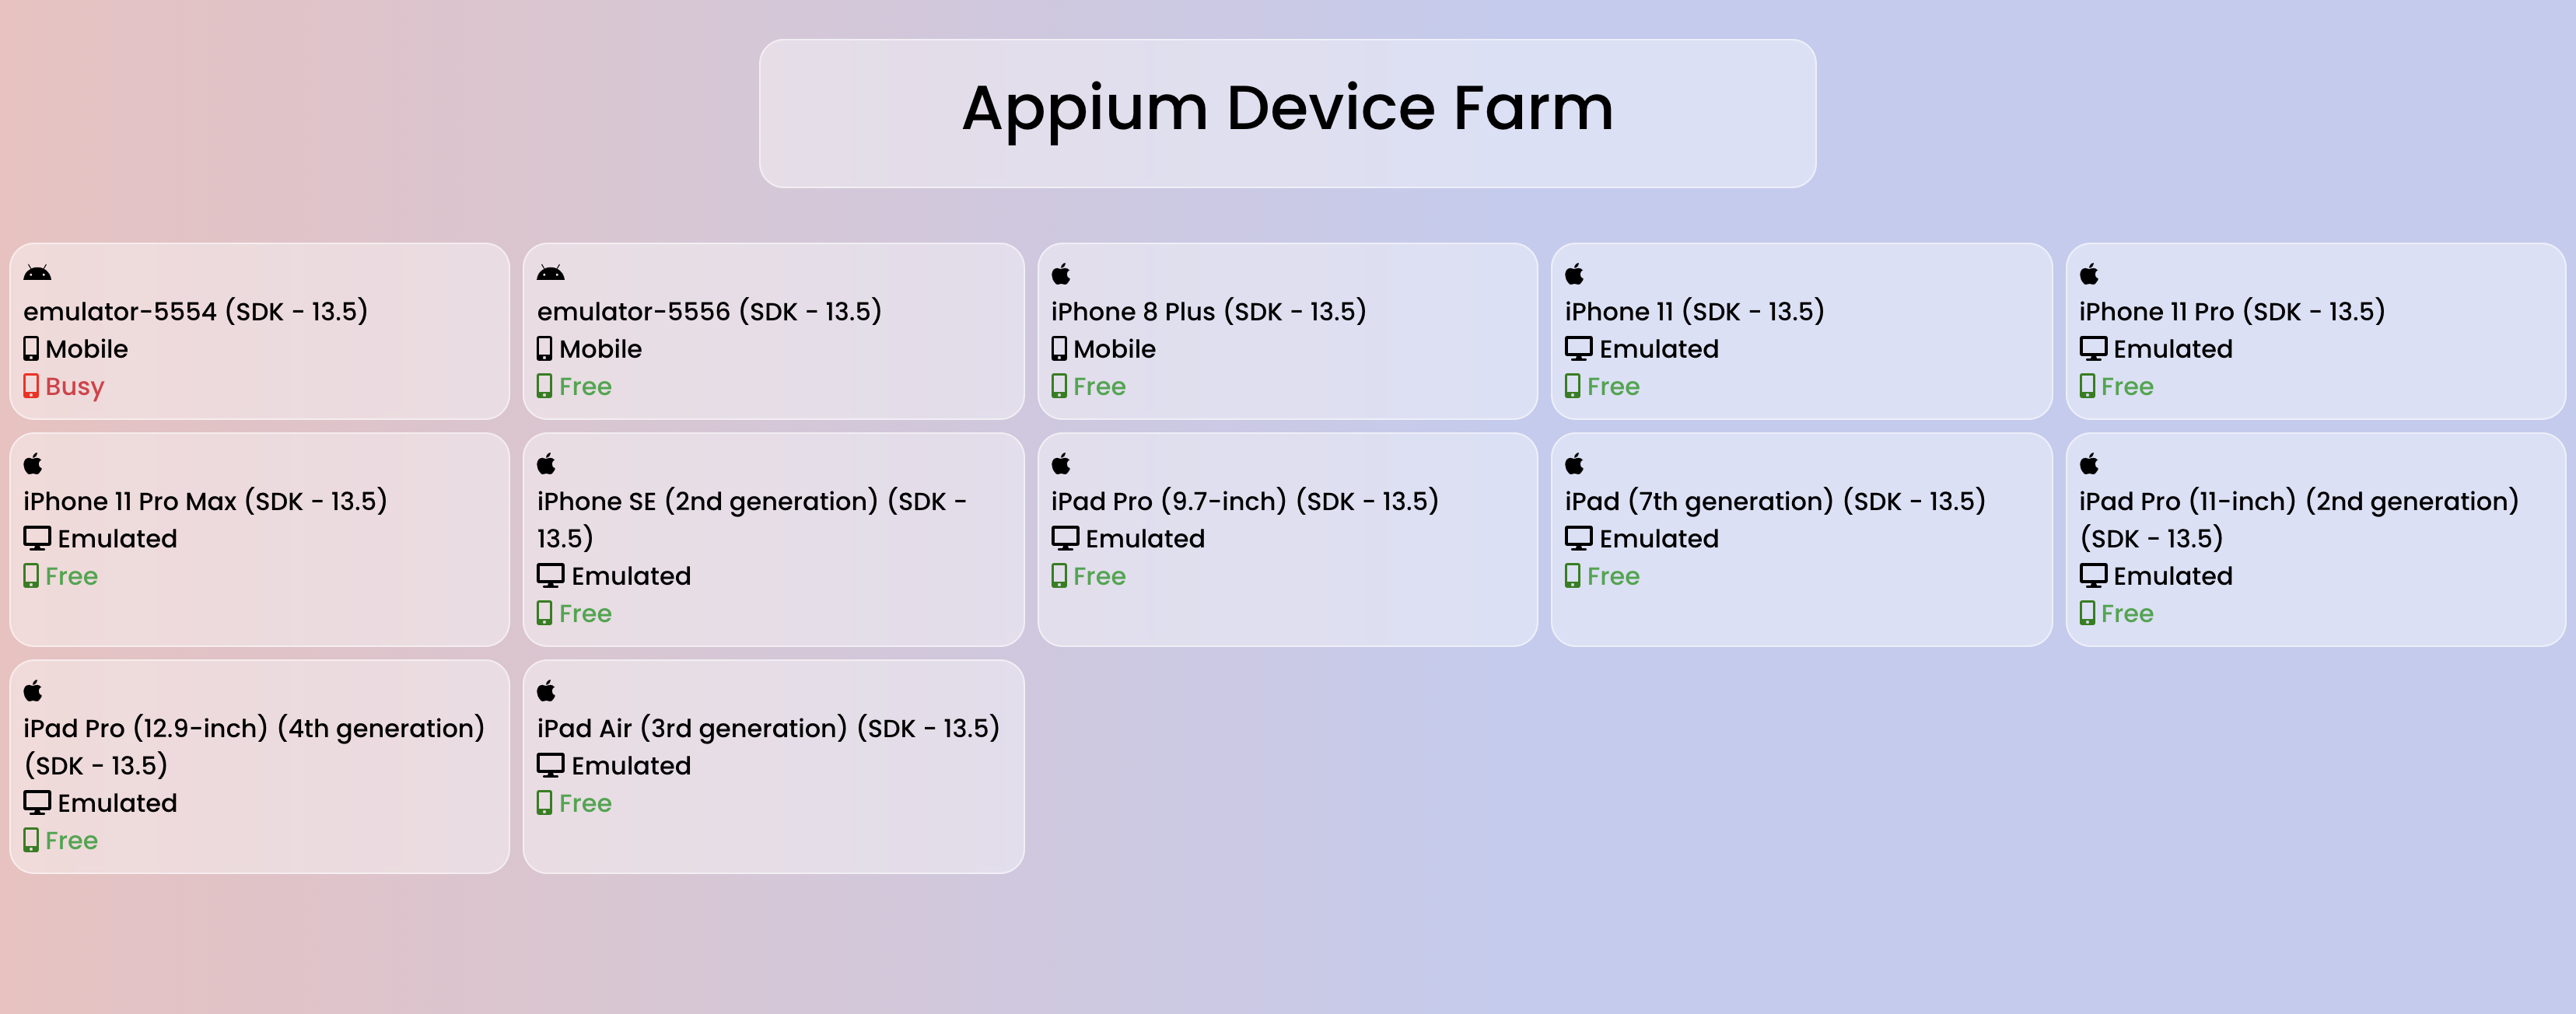 Appium Device Farm
emulator-5554 (SDK - 13.5)
Mobile
Busy
emulator-5556 (SDK - 13.5)
Mobile
Free
iPhone 8 Plus (SDK - 13.5)
Mobile
Free
iPhone 11 (SDK - 13.5)
Emulated
Free
iPhone 11 Pro (SDK - 13.5)
Emulated
Free
iPhone 11 Pro Max (SDK - 13.5)
Emulated
Free
iPhone SE (2nd generation) (SDK -
13.5)
Emulated
Free
iPad Pro (9.7-inch) (SDK - 13.5)
Emulated
Free
iPad (7th generation) (SDK - 13.5)
Emulated
Free
iPad Pro (11-inch) (2nd generation)
(SDK - 13.5)
Emulated
Free
iPad Pro (12.9-inch) (4th generation)
(SDK - 13.5)
Emulated
Free
iPad Air (3rd generation) (SDK - 13.5)
Emulated
Free